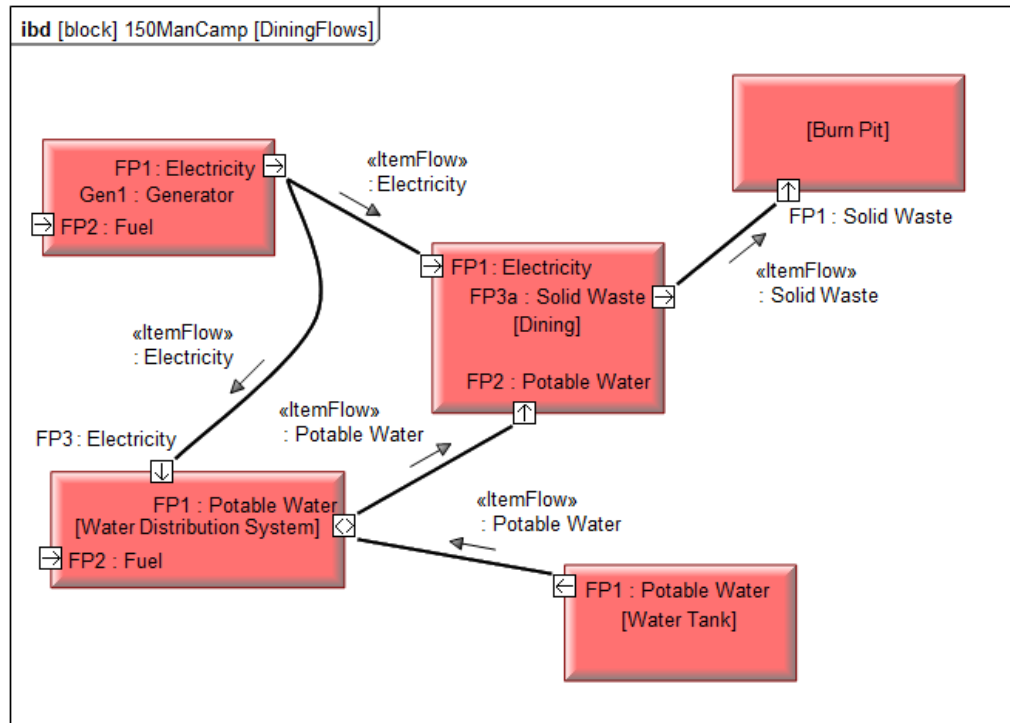 ibd [block] 150ManCamp [DiningFlows]
[Burn Pit]
FP1 : Solid Waste
FP1 : Electricity
Gen1 : Generator
FP2 : Fuel
«ItemFlow»
: Electricity
«ItemFlow»
: Solid Waste
FP1 : Electricity
FP3a : Solid Waste
[Dining]
FP2 : Potable Water
«ItemFlow»
: Electricity
«ItemFlow»
: Potable Water
FP3 : Electricity
FP1 : Potable Water
[Water Distribution System]
FP2 : Fuel
«ItemFlow»
: Potable Water
FP1 : Potable Water
[Water Tank]